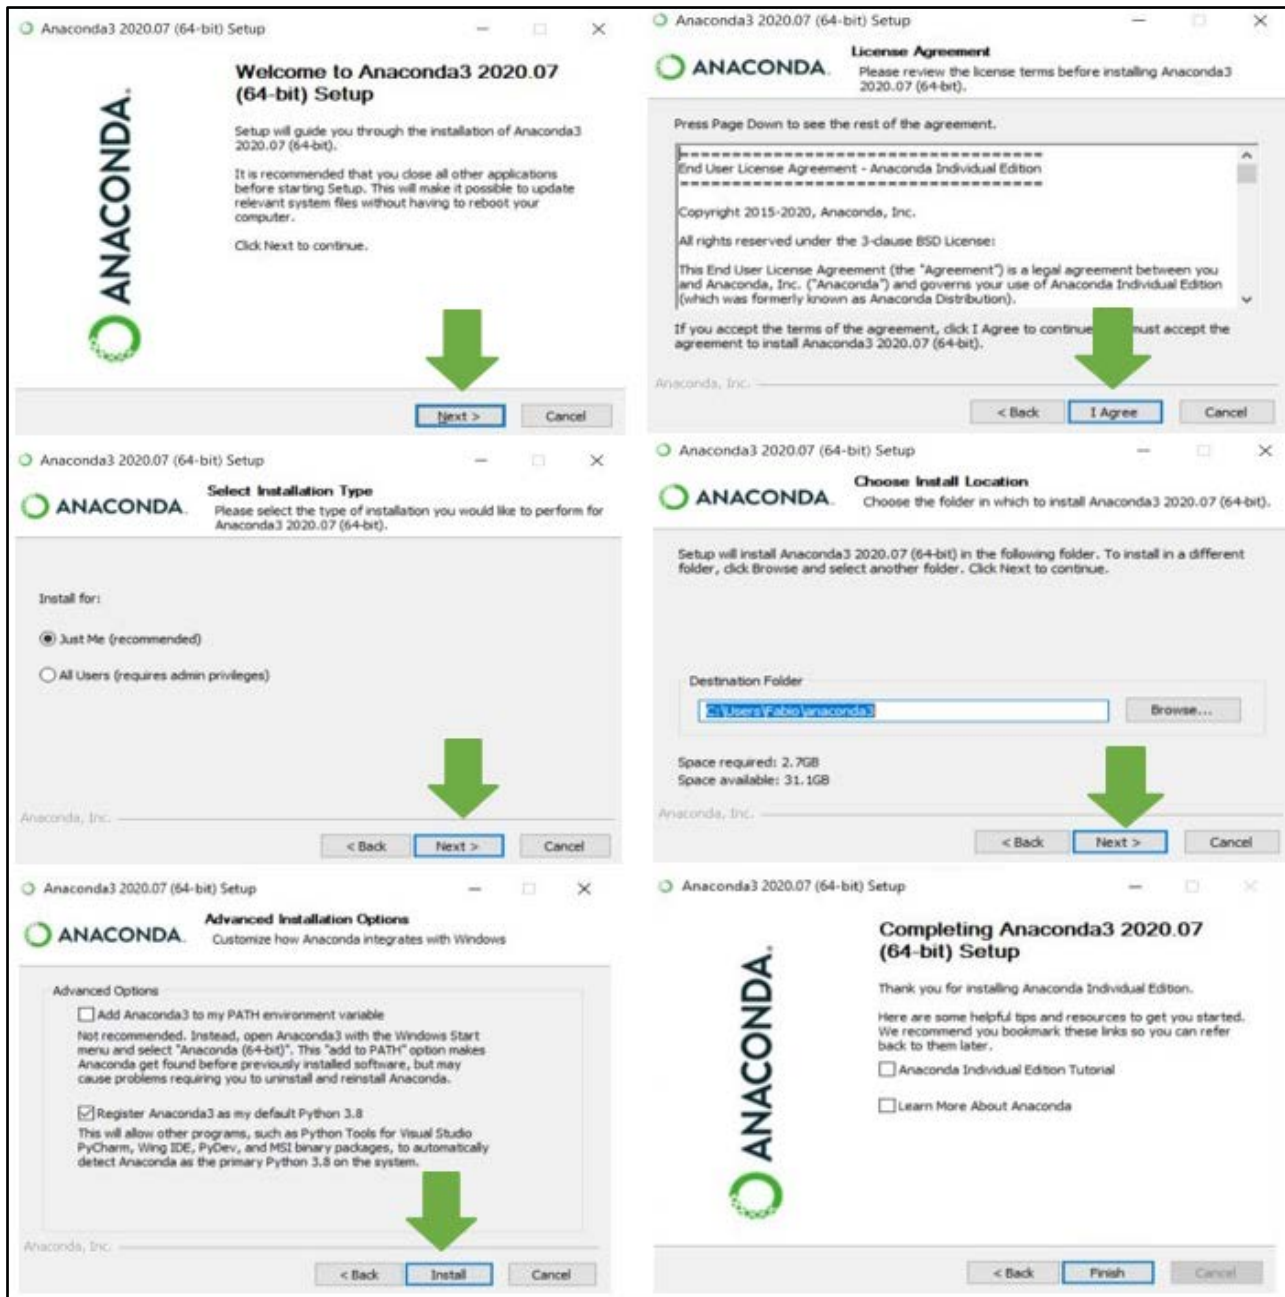 Anaconda3 2020.07 (64-bit) Setup
ANACONDA.
Welcome to Anaconda3 2020.07
(64-bit) Setup
Setup will guide you through the installation of Anaconda3
2020.07 (64-bit).
It is recommended that you close all other applications
before starting Setup. This will make it possible to update
relevant system files without having to reboot your
computer.
Click Next to continue.
Next >
Cancel
Anaconda3 2020.07 (64-bit) Setup
ANACONDA.
License Agreement
Please review the license terms before installing Anaconda3
2020.07 (64-bit).
Press Page Down to see the rest of the agreement.
End User License Agreement - Anaconda Individual Edition
Copyright 2015-2020, Anaconda, Inc.
All rights reserved under the 3-clause BSD License:
This End User License Agreement (the "Agreement") is a legal agreement between you
and Anaconda, Inc. ("Anaconda") and governs your use of Anaconda Individual Edition
(which was formerly known as Anaconda Distribution).
If you accept the terms of the agreement, click I Agree to continue must accept the
agreement to install Anaconda3 2020.07 (64-bit).
Anaconda, Inc.
< Back
I Agree
Cancel
Anaconda3 2020.07 (64-bit) Setup
ANACONDA.
Select Installation Type
Please select the type of installation you would like to perform for
Anaconda3 2020.07 (64-bit).
Install for:
Just Me (recommended)
All Users (requires admin privileges)
Anaconda, Inc.
< Back
Next >
Cancel
Anaconda3 2020.07 (64-bit) Setup
ANACONDA.
Choose Install Location
Choose the folder in which to install Anaconda3 2020.07 (64-bit).
Setup will install Anaconda3 2020.07 (64-bit) in the following folder. To install in a different
folder, click Browse and select another folder. Click Next to continue.
Destination Folder
C:\Users\Fabio\anaconda3
Browse...
Space required: 2.7GB
Space available: 31.1GB
Anaconda, Inc.
< Back
Next >
Cancel
Anaconda3 2020.07 (64-bit) Setup
ANACONDA.
Advanced Installation Options
Customize how Anaconda integrates with Windows
Advanced Options
Add Anaconda3 to my PATH environment variable
Not recommended. Instead, open Anaconda3 with the Windows Start
menu and select "Anaconda (64-bit)". This "add to PATH" option makes
Anaconda get found before previously installed software, but may
cause problems requiring you to uninstall and reinstall Anaconda.
Register Anaconda3 as my default Python 3.8
This will allow other programs, such as Python Tools for Visual Studio
PyCharm, Wing IDE, PyDev, and MSI binary packages, to automatically
detect Anaconda as the primary Python 3.8 on the system.
Anaconda, Inc.
< Back
Install
Cancel
Anaconda3 2020.07 (64-bit) Setup
ANACONDA.
Completing Anaconda3 2020.07
(64-bit) Setup
Thank you for installing Anaconda Individual Edition.
Here are some helpful tips and resources to get you started.
We recommend you bookmark these links so you can refer
back to them later.
Anaconda Individual Edition Tutorial
Learn More About Anaconda
< Back
Finish
Cancel